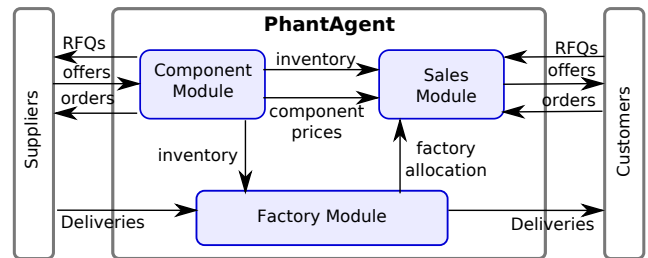 PhantAgent
RFQs
offers
orders
Suppliers
Component
Module
inventory
component
prices
Sales
Module
RFQs
offers
orders
Customers
inventory
factory
allocation
Deliveries
Factory Module
Deliveries